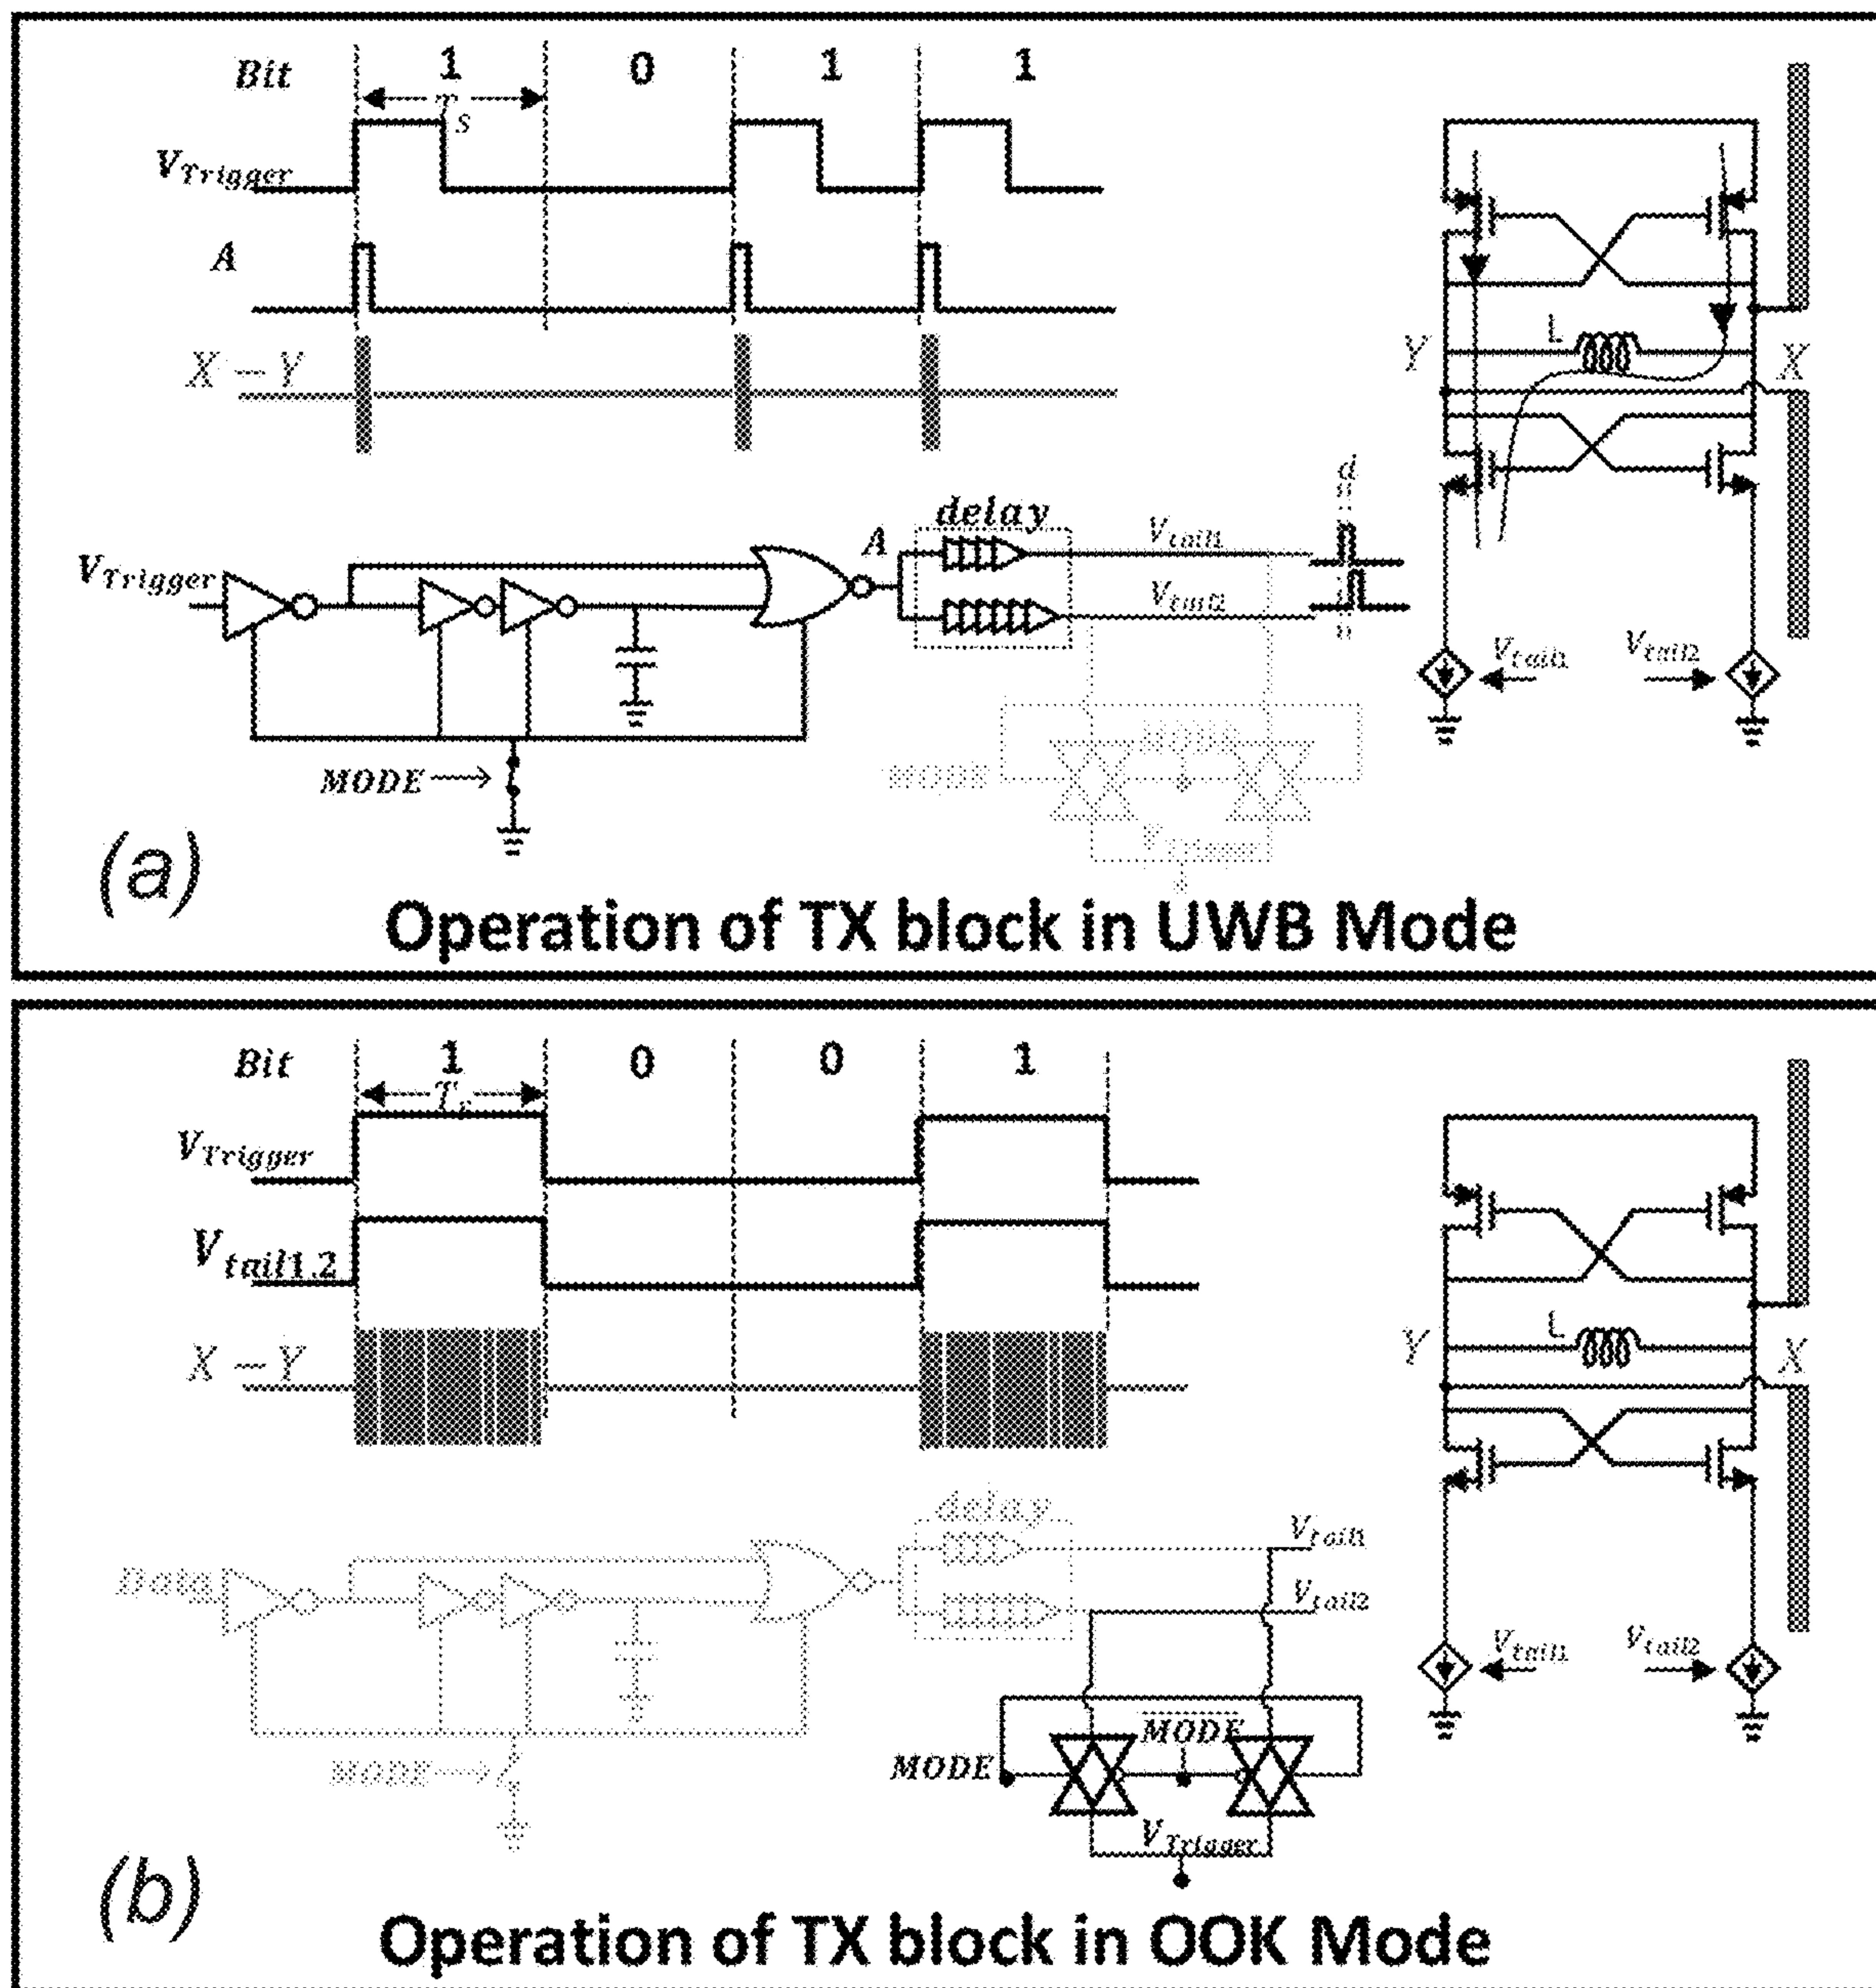 Bit 1 0 1 1
T_s
V_Trigger
A
X – Y
L
Y X
d
delay
A
V_tail1
V_Trigger
V_tail2
V_tail1 V_tail2
MODE
MODE →
MODE
V_Trigger
(a)
Operation of TX block in UWB Mode
Bit 1 0 0 1
T_s
V_Trigger
V_tail1.2
X – Y
L
Y X
delay
V_tail1
Data
V_tail2
V_tail1 V_tail2
M̅O̅D̅E̅
MODE
MODE →
V_Trigger
(b)
Operation of TX block in OOK Mode